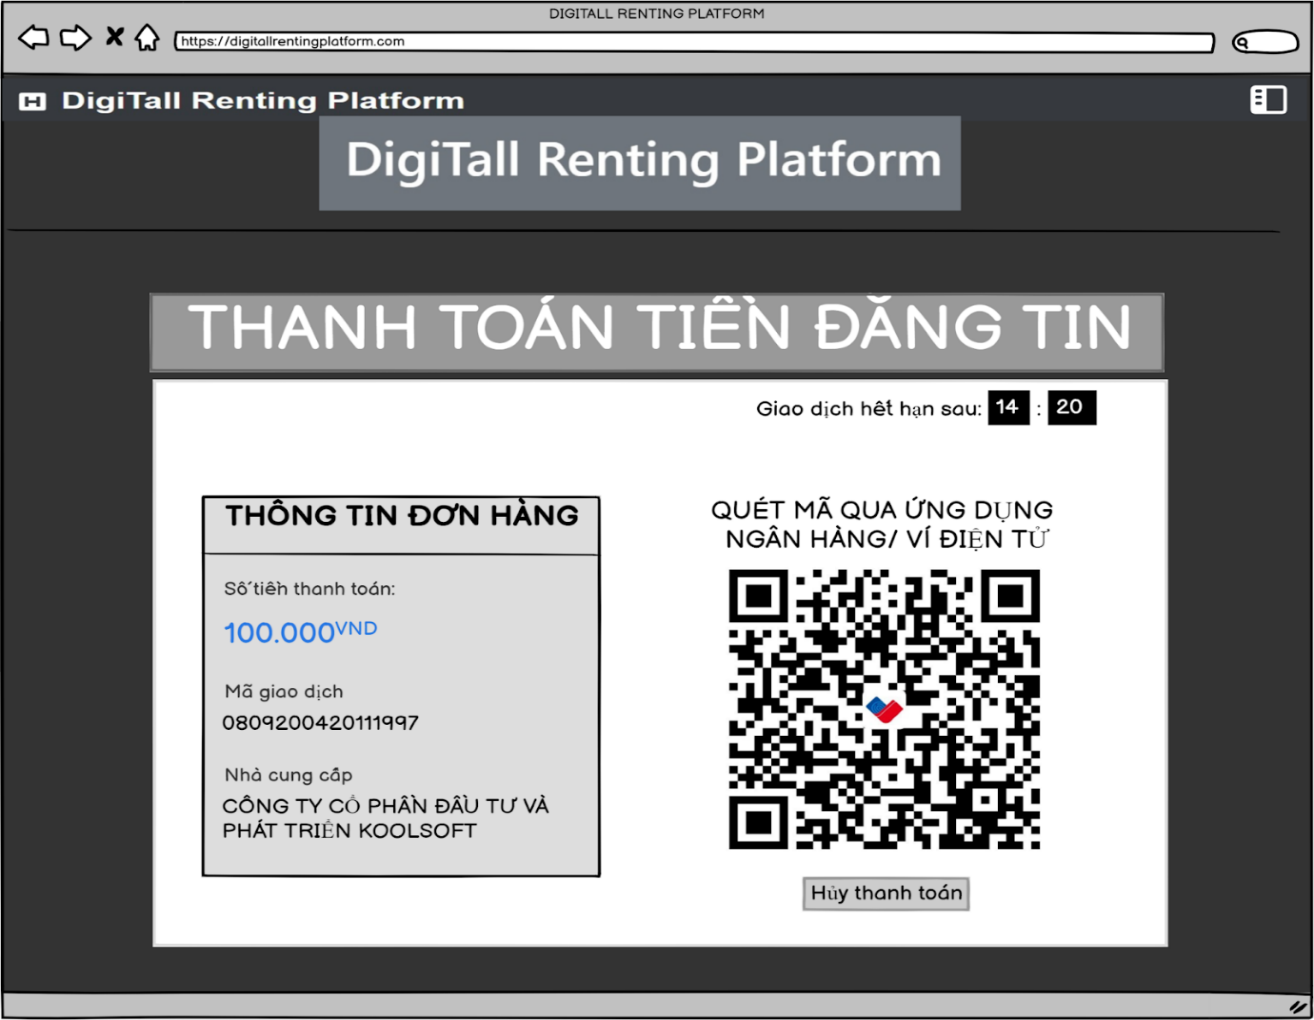 DIGITALL RENTING PLATFORM
https://digitallrentingplatform.com
DigiTall Renting Platform
DigiTall Renting Platform
THANH TOÁN TIỀN ĐĂNG TIN
Giao dịch hết hạn sau: 14 : 20
THÔNG TIN ĐƠN HÀNG
Số tiền thanh toán:
100.000VND
Mã giao dịch
0809200420111997
Nhà cung cấp
CÔNG TY CỔ PHẦN ĐẦU TƯ VÀ
PHÁT TRIỂN KOOLSOFT
QUÉT MÃ QUA ỨNG DỤNG
NGÂN HÀNG/ VÍ ĐIỆN TỬ
Hủy thanh toán